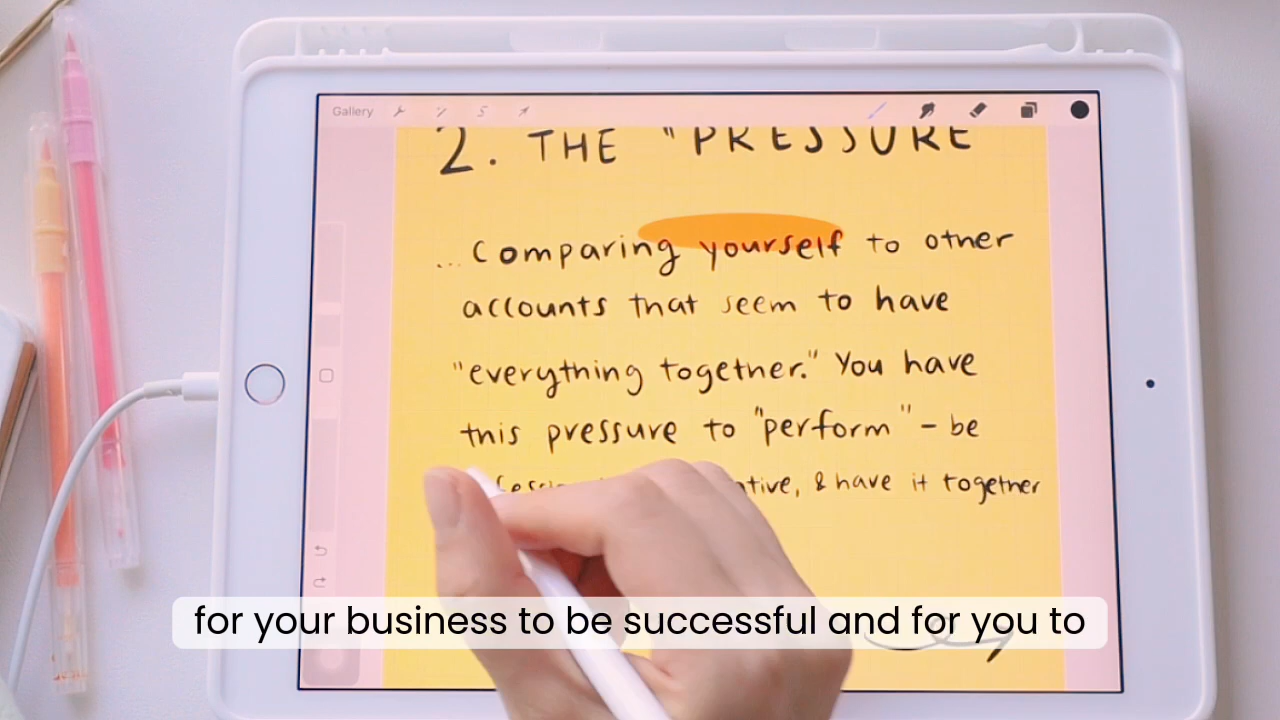 Gallery
2. THE "PRESSURE
... comparing yourself to other
accounts that seem to have
"everything together." You have
this pressure to "perform" - be
& have it together
for your business to be successful and for you to